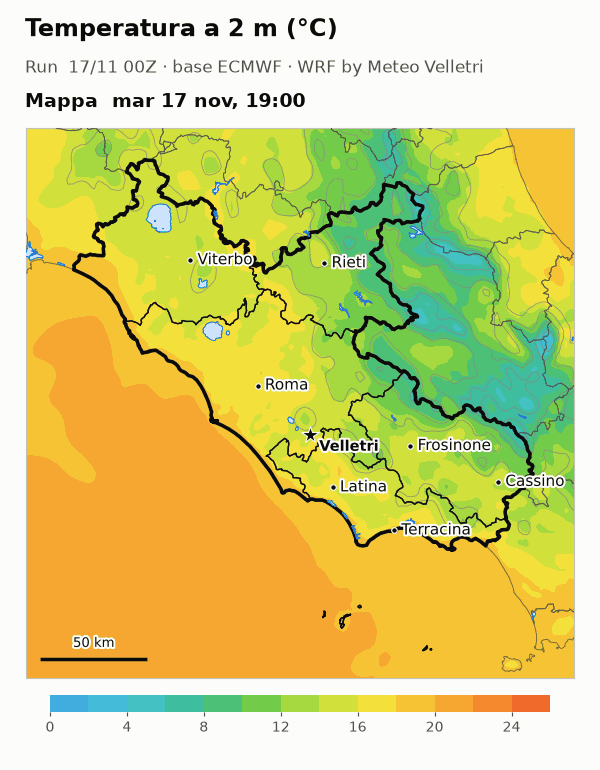 Temperatura a 2 m (°C)
Run  17/11 00Z · base ECMWF · WRF by Meteo Velletri
Mappa  mar 17 nov, 19:00
Viterbo
Rieti
Roma
Velletri
Frosinone
Latina
Cassino
Terracina
50 km
0 4 8 12 16 20 24